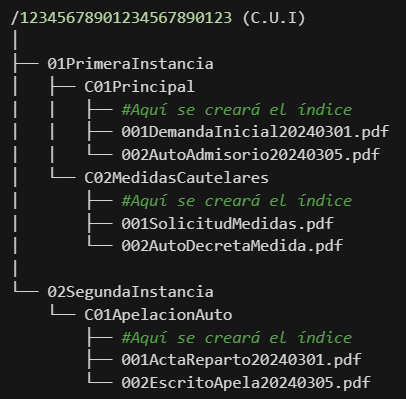 /12345678901234567890123 (C.U.I)
│
├── 01PrimeraInstancia
│   ├── C01Principal
│   │   ├── #Aquí se creará el índice
│   │   ├── 001DemandaInicial20240301.pdf
│   │   └── 002AutoAdmisorio20240305.pdf
│   └── C02MedidasCautelares
│       ├── #Aquí se creará el índice
│       ├── 001SolicitudMedidas.pdf
│       └── 002AutoDecretaMedida.pdf
│
└── 02SegundaInstancia
    └── C01ApelacionAuto
        ├── #Aquí se creará el índice
        ├── 001ActaReparto20240301.pdf
        └── 002EscritoApela20240305.pdf